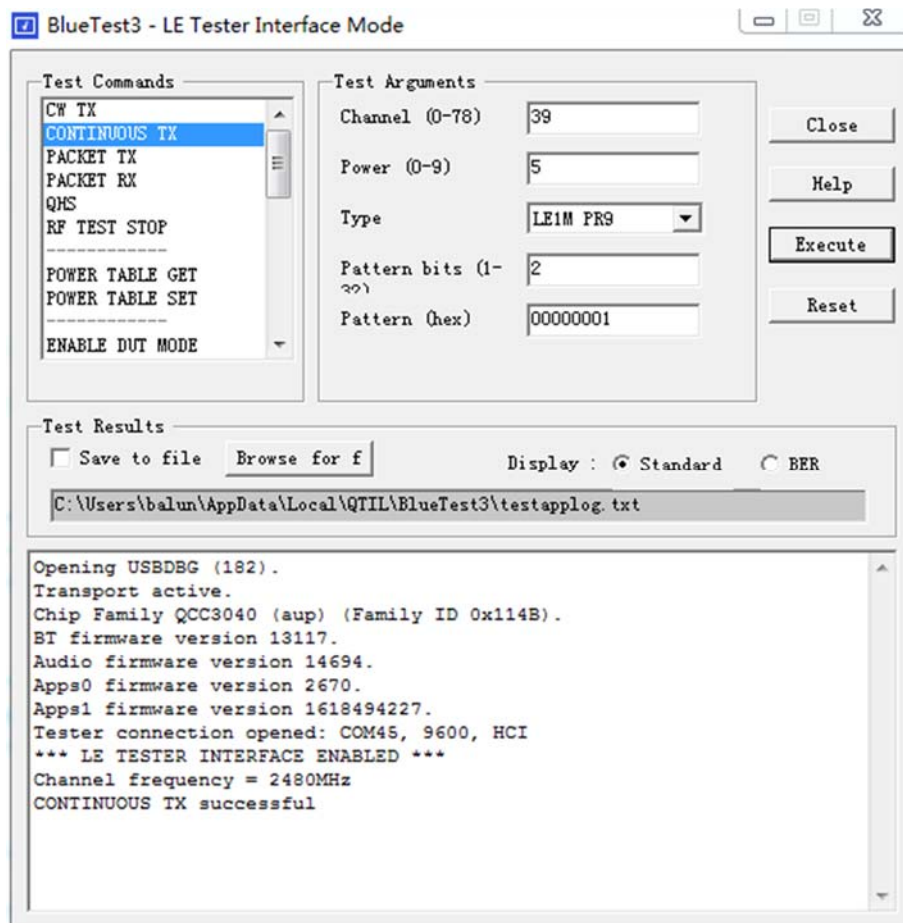 BlueTest3 - LE Tester Interface Mode
Test Commands
CW TX
CONTINUOUS TX
PACKET TX
PACKET RX
QHS
RF TEST STOP
-------------
POWER TABLE GET
POWER TABLE SET
-------------
ENABLE DUT MODE
Test Arguments
Channel (0-78) 39
Power (0-9) 5
Type LE1M PR9
Pattern bits (1- 2
32)
Pattern (hex) 00000001
Close
Help
Execute
Reset
Test Results
Save to file Browse for f Display : Standard BER
C:\Users\balun\AppData\Local\QTIL\BlueTest3\testapplog.txt
Opening USBDBG (182).
Transport active.
Chip Family QCC3040 (aup) (Family ID 0x114B).
BT firmware version 13117.
Audio firmware version 14694.
Apps0 firmware version 2670.
Apps1 firmware version 1618494227.
Tester connection opened: COM45, 9600, HCI
*** LE TESTER INTERFACE ENABLED ***
Channel frequency = 2480MHz
CONTINUOUS TX successful